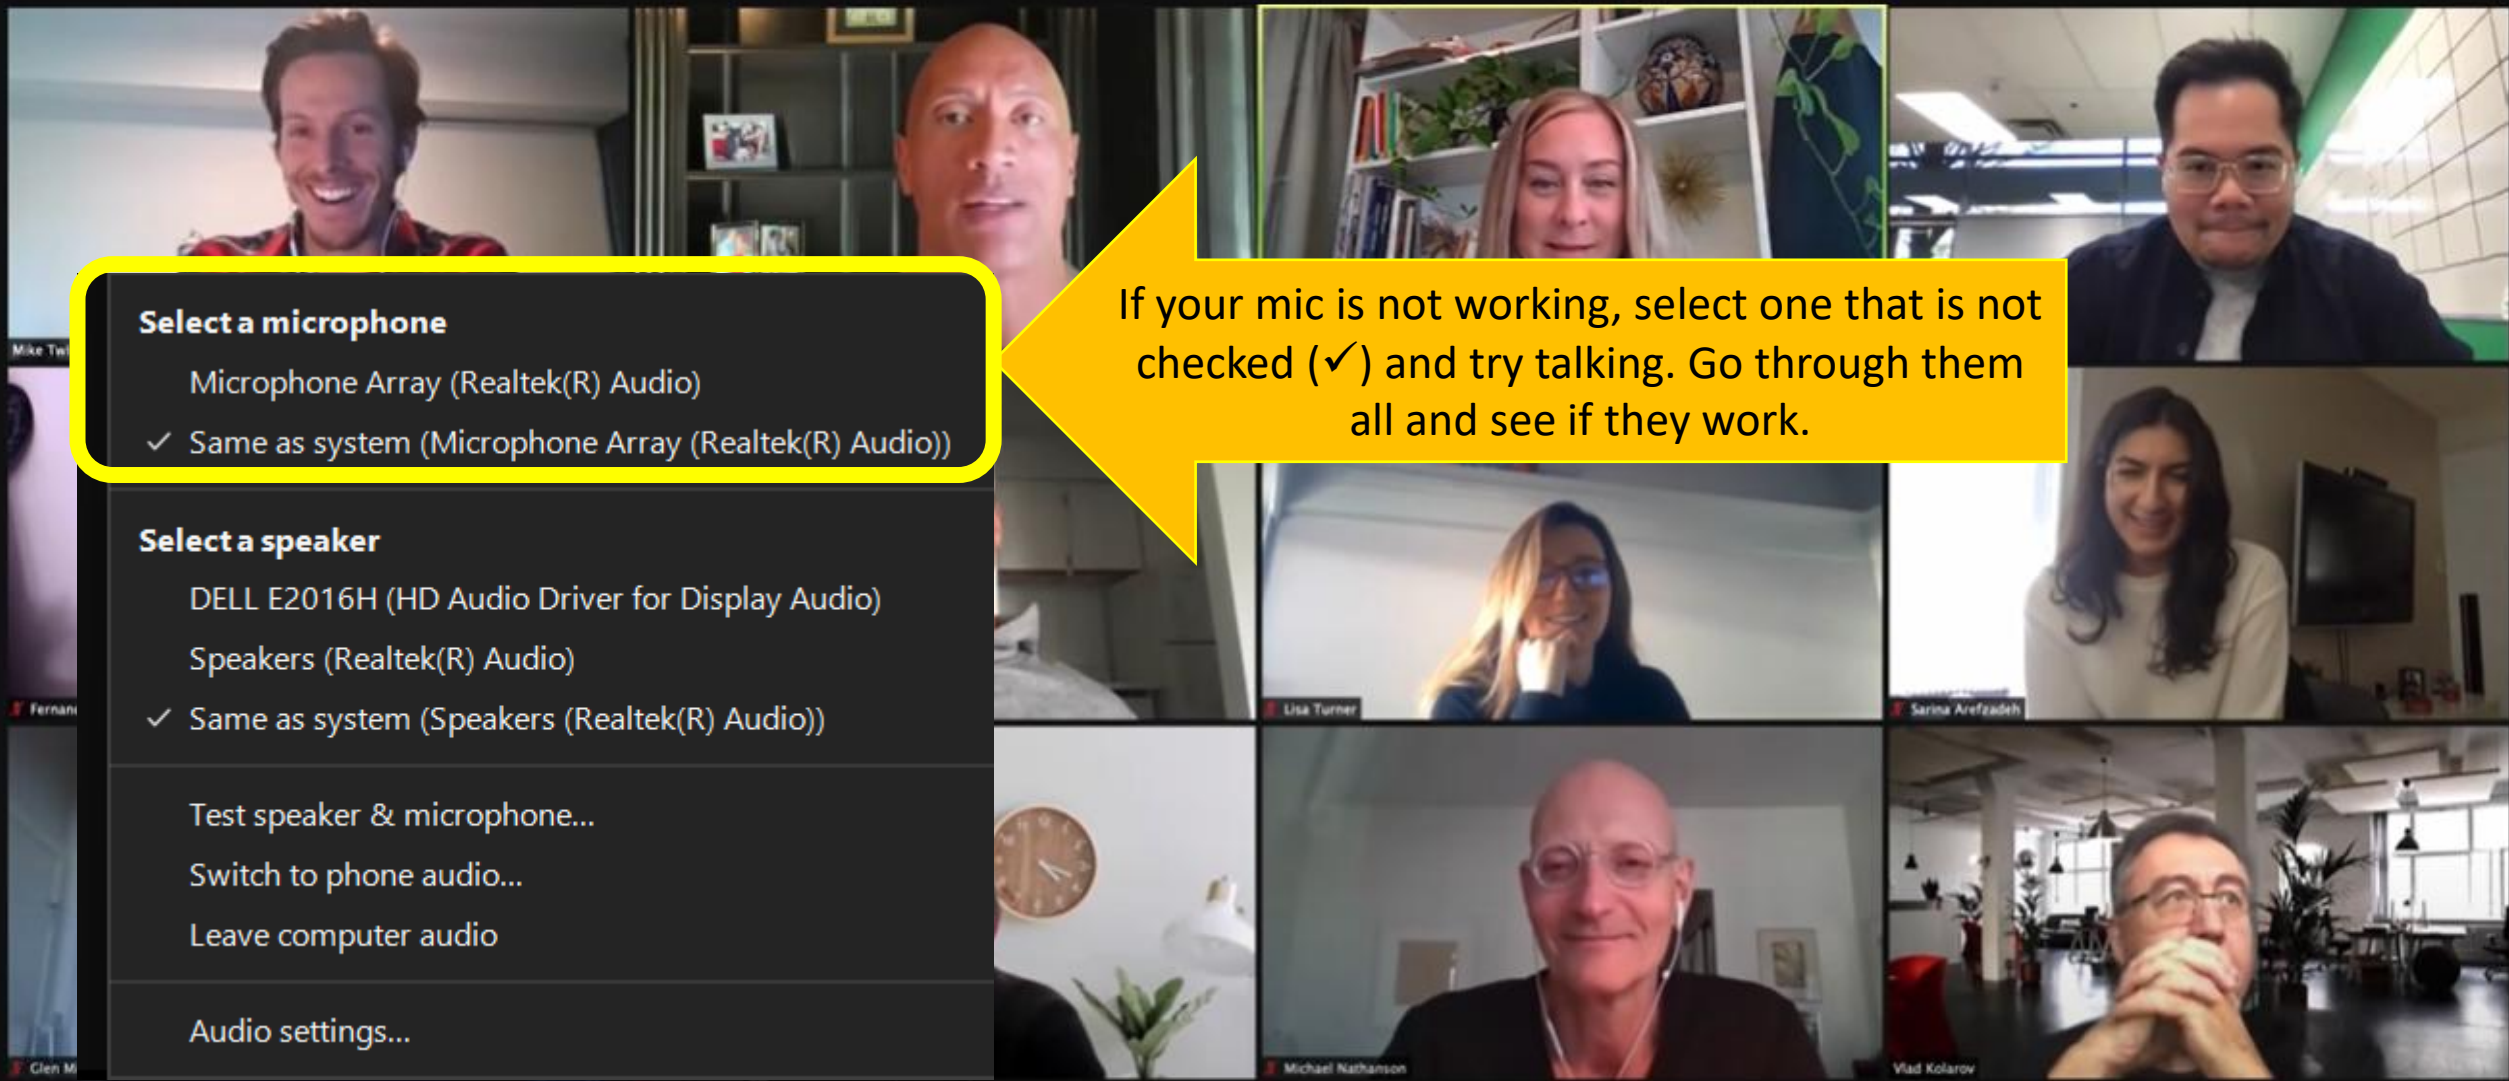 If your mic is not working, select one that is not
checked (✓) and try talking. Go through them
all and see if they work.
Select a microphone
Microphone Array (Realtek(R) Audio)
✓ Same as system (Microphone Array (Realtek(R) Audio))
Select a speaker
DELL E2016H (HD Audio Driver for Display Audio)
Speakers (Realtek(R) Audio)
✓ Same as system (Speakers (Realtek(R) Audio))
Test speaker & microphone...
Switch to phone audio...
Leave computer audio
Audio settings...
Mike
Lisa Turner
Sarina Arefzadeh
Glen
Michael Nathanson
Vlad Kolarov